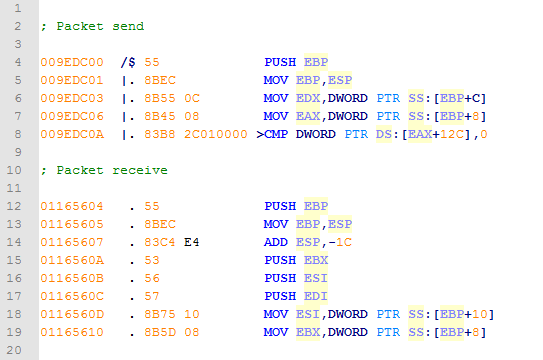 1
2 ; Packet send
3
4 009EDC00 /$ 55 PUSH EBP
5 009EDC01 |. 8BEC MOV EBP,ESP
6 009EDC03 |. 8B55 0C MOV EDX,DWORD PTR SS:[EBP+C]
7 009EDC06 |. 8B45 08 MOV EAX,DWORD PTR SS:[EBP+8]
8 009EDC0A |. 83B8 2C010000 >CMP DWORD PTR DS:[EAX+12C],0
9
10 ; Packet receive
11
12 01165604 . 55 PUSH EBP
13 01165605 . 8BEC MOV EBP,ESP
14 01165607 . 83C4 E4 ADD ESP,-1C
15 0116560A . 53 PUSH EBX
16 0116560B . 56 PUSH ESI
17 0116560C . 57 PUSH EDI
18 0116560D . 8B75 10 MOV ESI,DWORD PTR SS:[EBP+10]
19 01165610 . 8B5D 08 MOV EBX,DWORD PTR SS:[EBP+8]
20